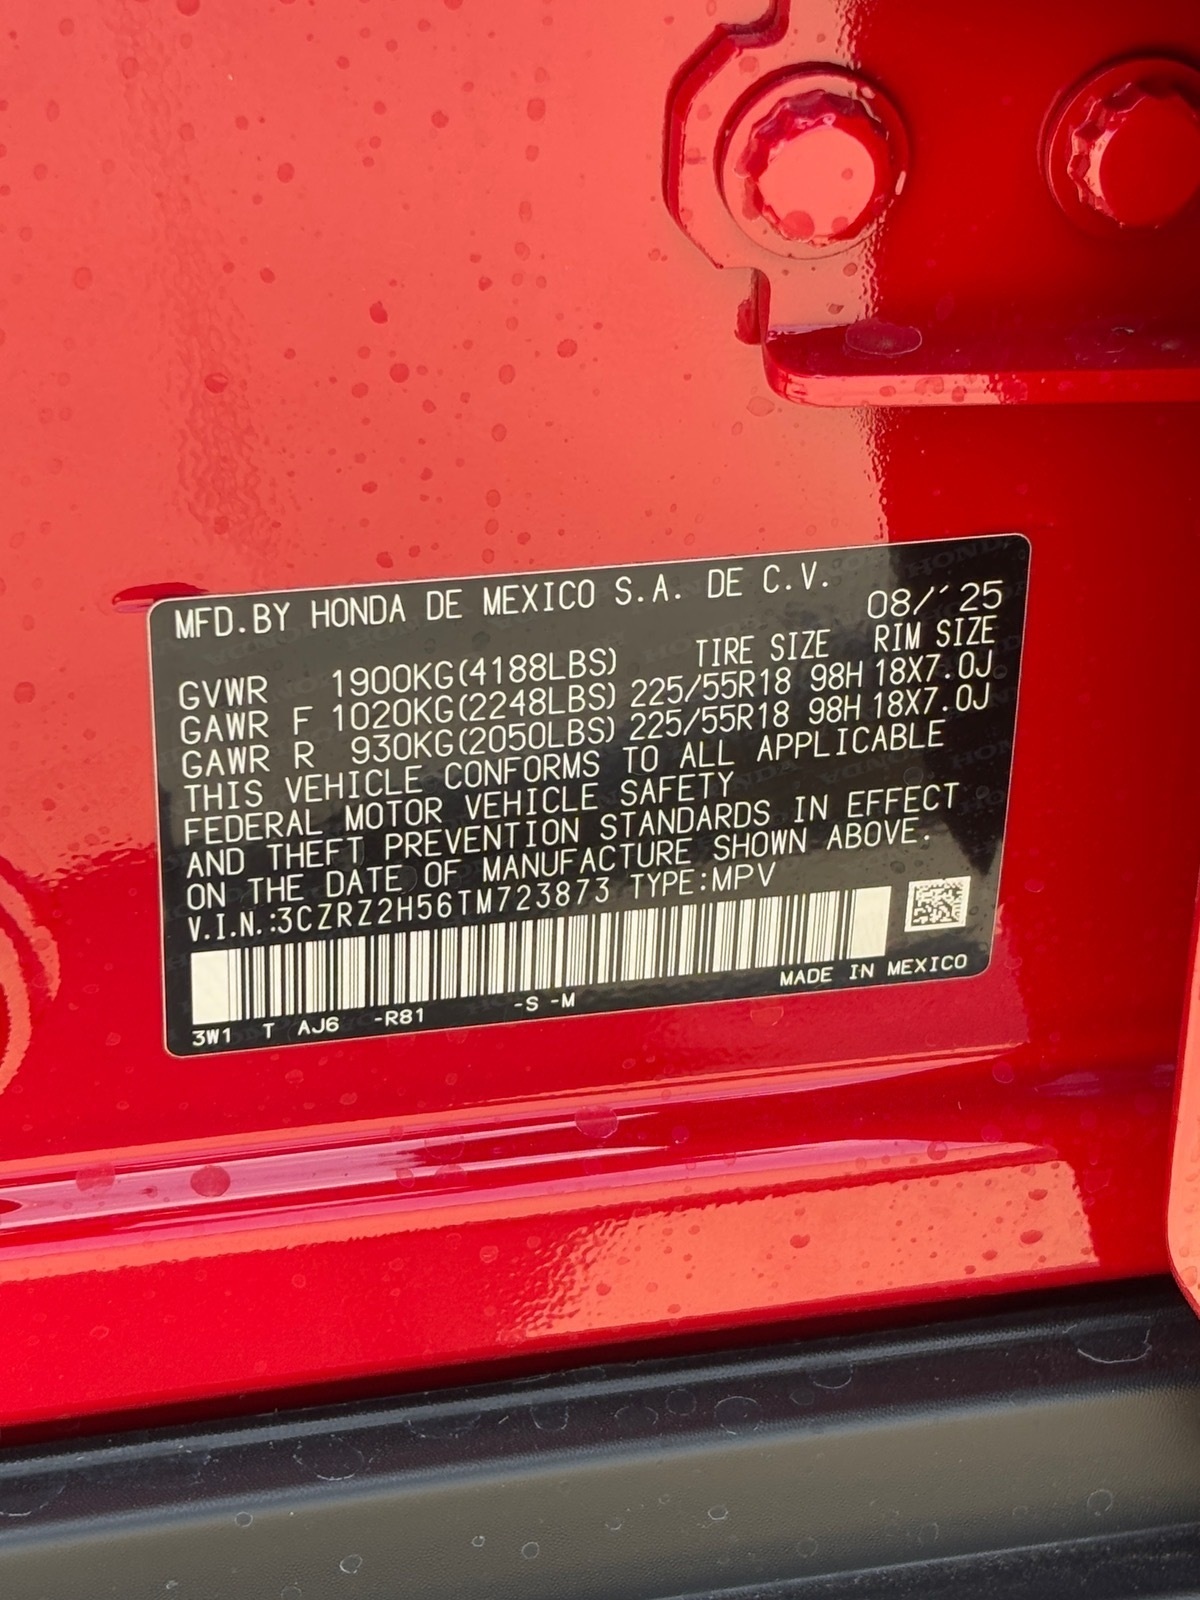 MFD.BY HONDA DE MEXICO S.A. DE C.V.
08/'25
TIRE SIZE RIM SIZE
GVWR 1900KG(4188LBS)
GAWR F 1020KG(2248LBS) 225/55R18 98H 18X7.0J
GAWR R 930KG(2050LBS) 225/55R18 98H 18X7.0J
THIS VEHICLE CONFORMS TO ALL APPLICABLE
FEDERAL MOTOR VEHICLE SAFETY
AND THEFT PREVENTION STANDARDS IN EFFECT
ON THE DATE OF MANUFACTURE SHOWN ABOVE.
V.I.N.:3CZRZ2H56TM723873 TYPE:MPV
MADE IN MEXICO
3W1 T AJ6 -R81 -S -M